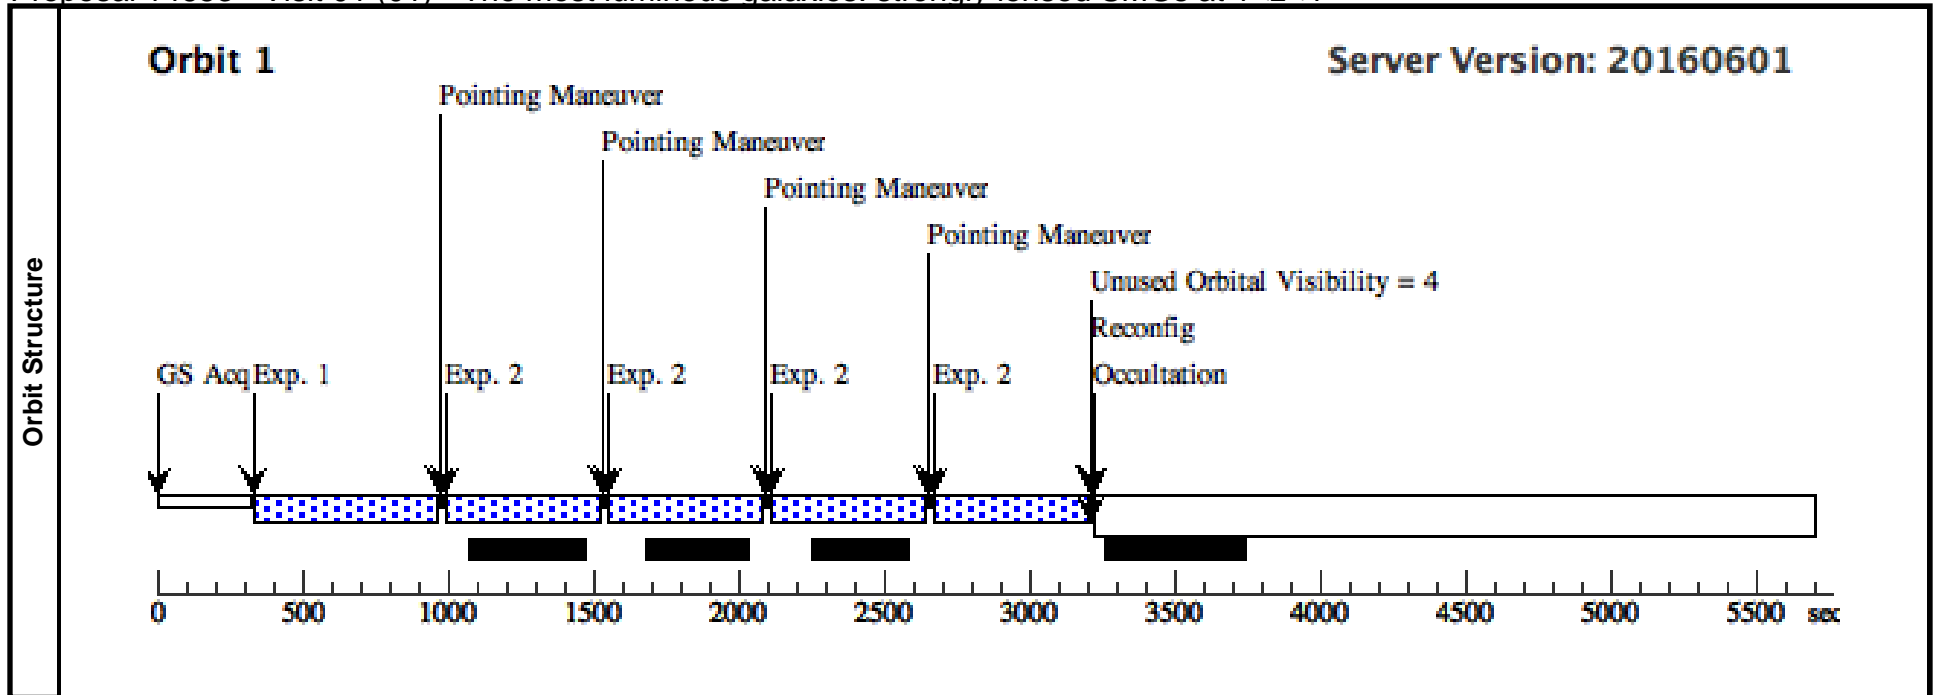 Orbit Structure
Orbit 1
Server Version: 20160601
Pointing Maneuver
Pointing Maneuver
Pointing Maneuver
Pointing Maneuver
Unused Orbital Visibility = 4
Reconfig
GS Acq
Exp. 1
Exp. 2
Exp. 2
Exp. 2
Exp. 2
Occultation
0 500 1000 1500 2000 2500 3000 3500 4000 4500 5000 5500 sec